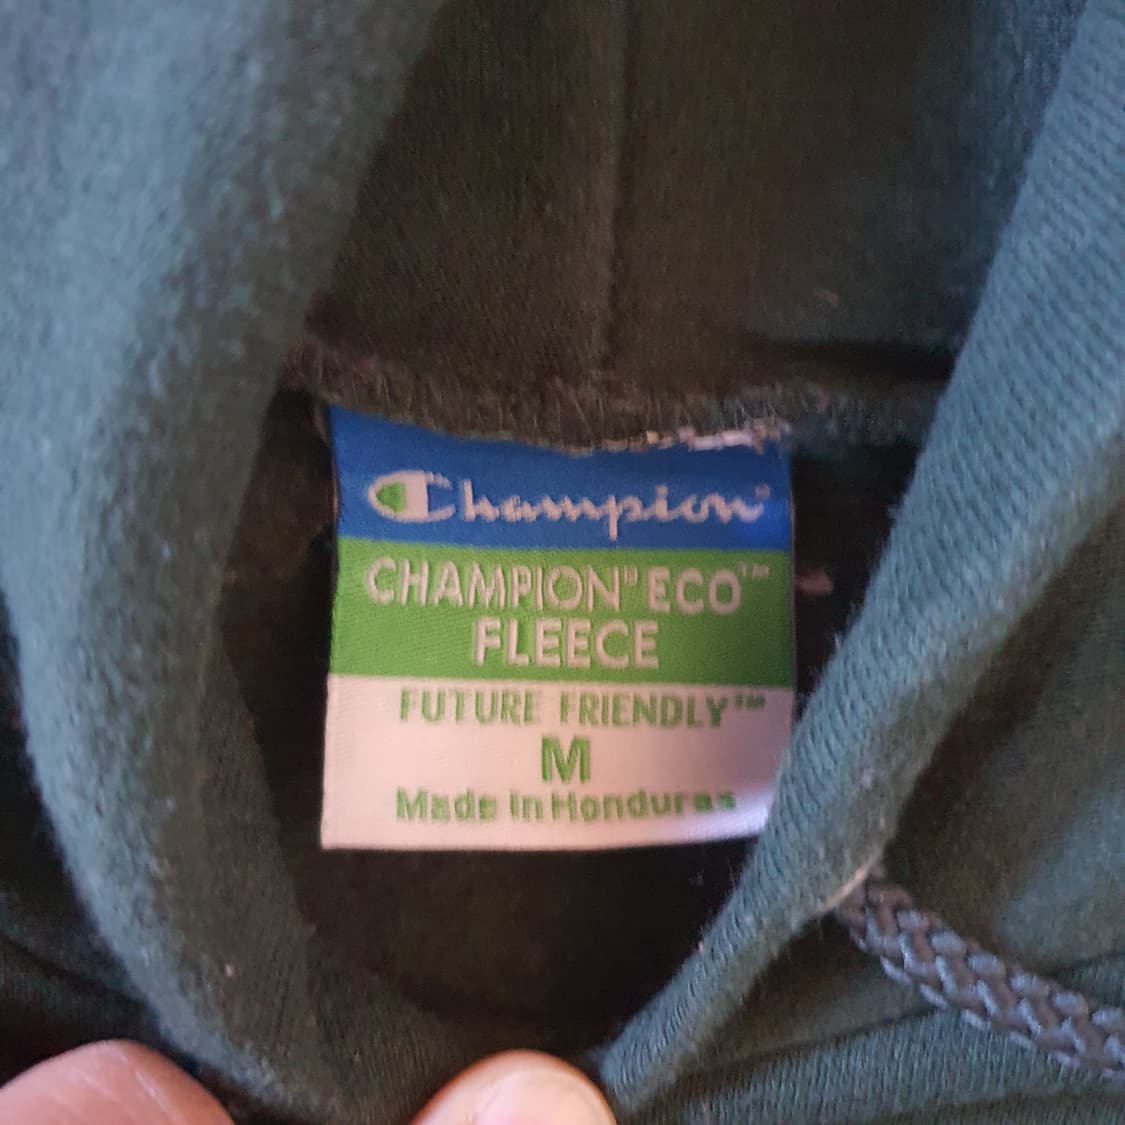 Champion®
CHAMPION® ECO™
FLEECE
FUTURE FRIENDLY™
M
Made in Honduras